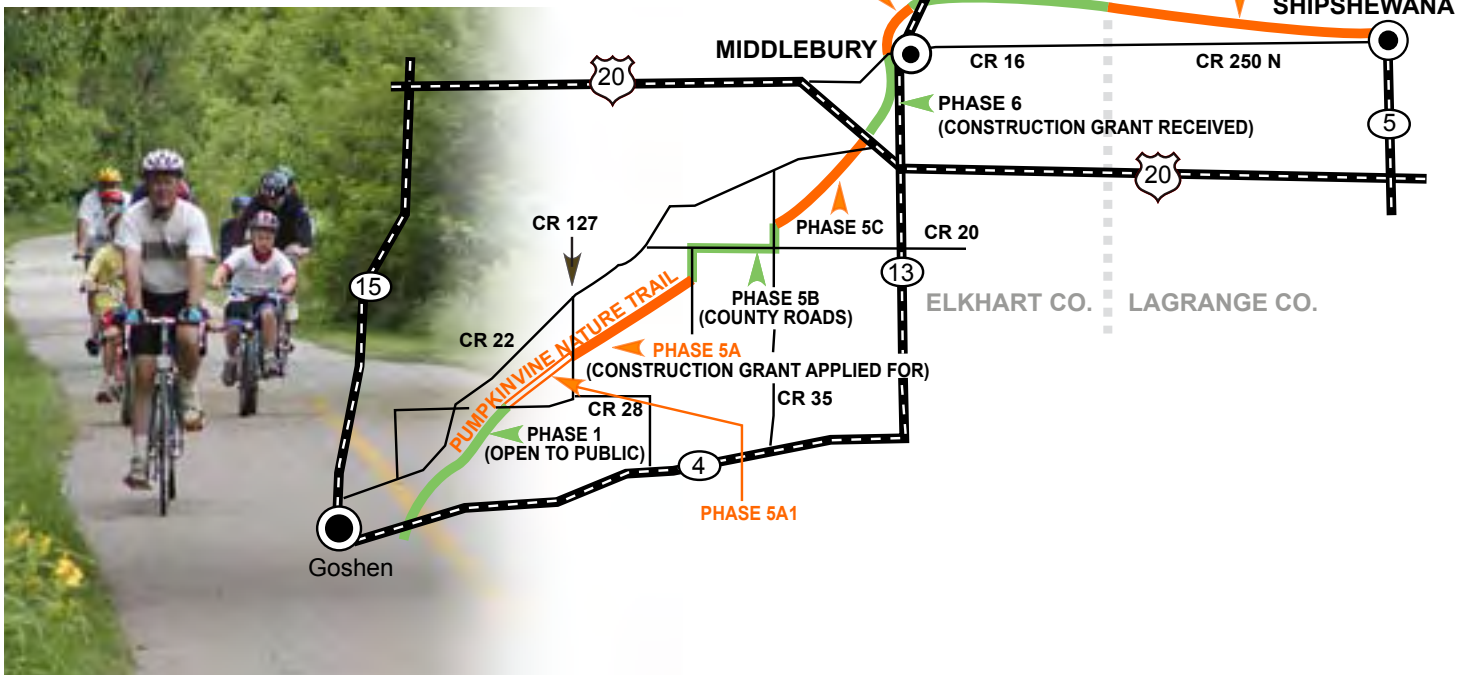 SHIPSHEWANA
MIDDLEBURY
CR 16
CR 250 N
20
PHASE 6
(CONSTRUCTION GRANT RECEIVED)
5
20
PHASE 5C
CR 127
CR 20
15
13
PUMPKINVINE NATURE TRAIL
PHASE 5B
(COUNTY ROADS)
ELKHART CO.
LAGRANGE CO.
CR 22
PHASE 5A
(CONSTRUCTION GRANT APPLIED FOR)
CR 35
CR 28
PHASE 1
(OPEN TO PUBLIC)
4
PHASE 5A1
Goshen